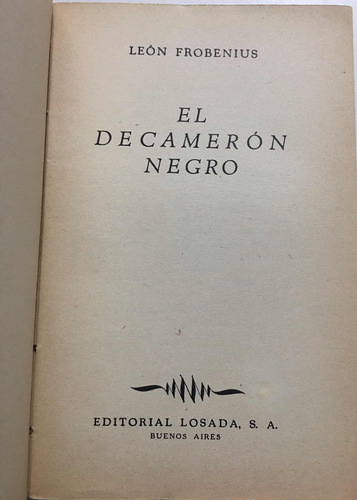 LEÓN FROBENIUS
EL
DECAMERÓN
NEGRO
EDITORIAL LOSADA, S. A.
BUENOS AIRES